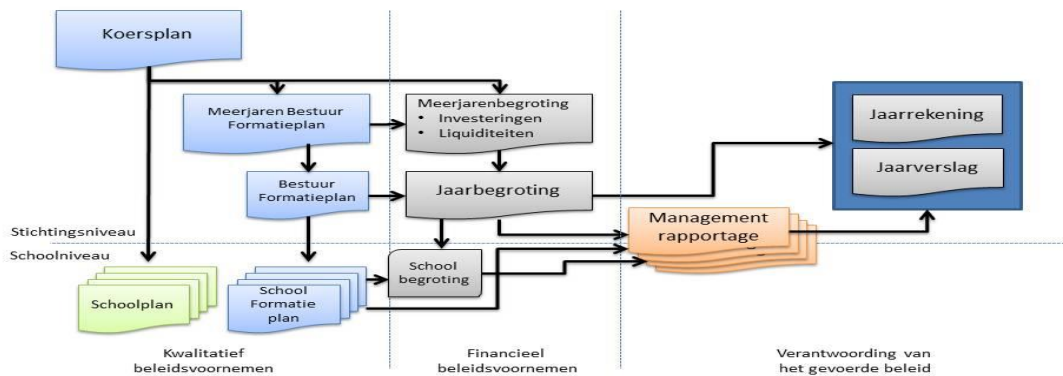 Koersplan
Meerjaren Bestuur
Formatieplan
Meerjarenbegroting
• Investeringen
• Liquiditeiten
Jaarrekening
Jaarverslag
Bestuur
Formatieplan
Jaarbegroting
Management
rapportage
Stichtingsniveau
Schoolniveau
Schoolplan
School
Formatie
plan
School
begroting
Kwalitatief
beleidsvoornemen
Financieel
beleidsvoornemen
Verantwoording van
het gevoerde beleid